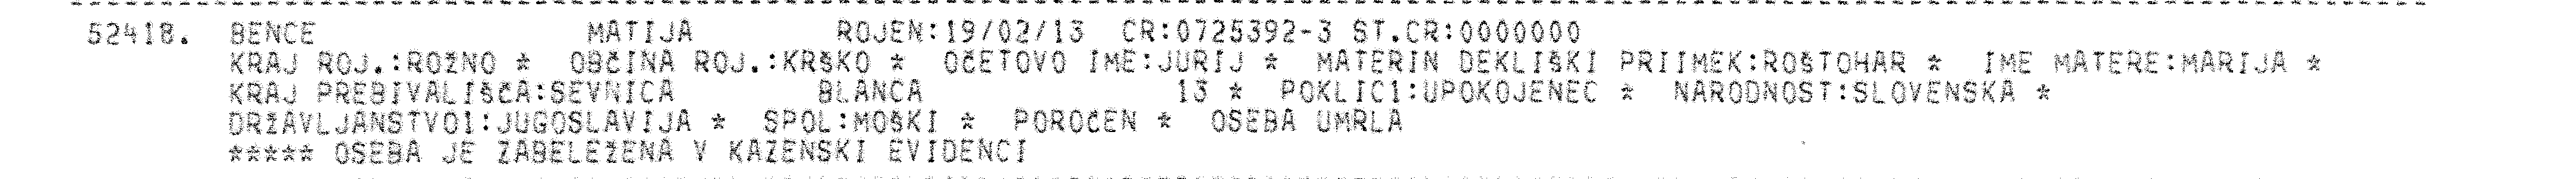 52418. BENCE MATIJA ROJEN:19/02/13 CR:0725392-3 ST.CR:0000000
KRAJ ROJ.:ROŽNO * OBČINA ROJ.:KRŠKO * OČETOVO IME:JURIJ * MATERIN DEKLIŠKI PRIIMEK:ROŠTOHAR * IME MATERE:MARIJA *
KRAJ PREBIVALIŠČA:SEVNICA BLANCA 13 * POKLIC1:UPOKOJENEC * NARODNOST:SLOVENSKA *
DRŽAVLJANSTVO1:JUGOSLAVIJA * SPOL:MOŠKI * POROČEN * OSEBA UMRLA
***** OSEBA JE ZABELEŽENA V KAZENSKI EVIDENCI